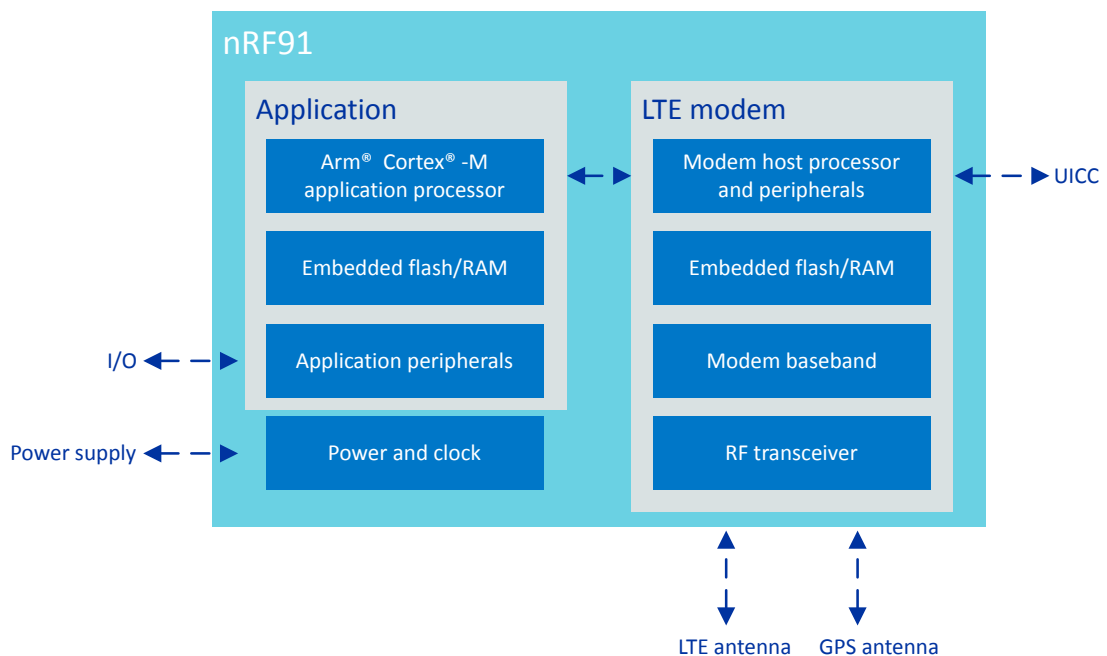 nRF91
Application
Arm® Cortex® -M
application processor
Embedded flash/RAM
Application peripherals
Power and clock
LTE modem
Modem host processor
and peripherals
Embedded flash/RAM
Modem baseband
RF transceiver
UICC
I/O
Power supply
LTE antenna
GPS antenna